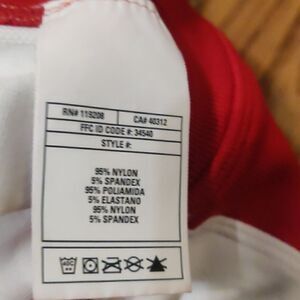 RN# 118208 CA# 40312
FFC ID CODE #: 34540
STYLE #:
95% NYLON
5% SPANDEX
95% POLIAMIDA
5% ELASTANO
95% NYLON
5% SPANDEX